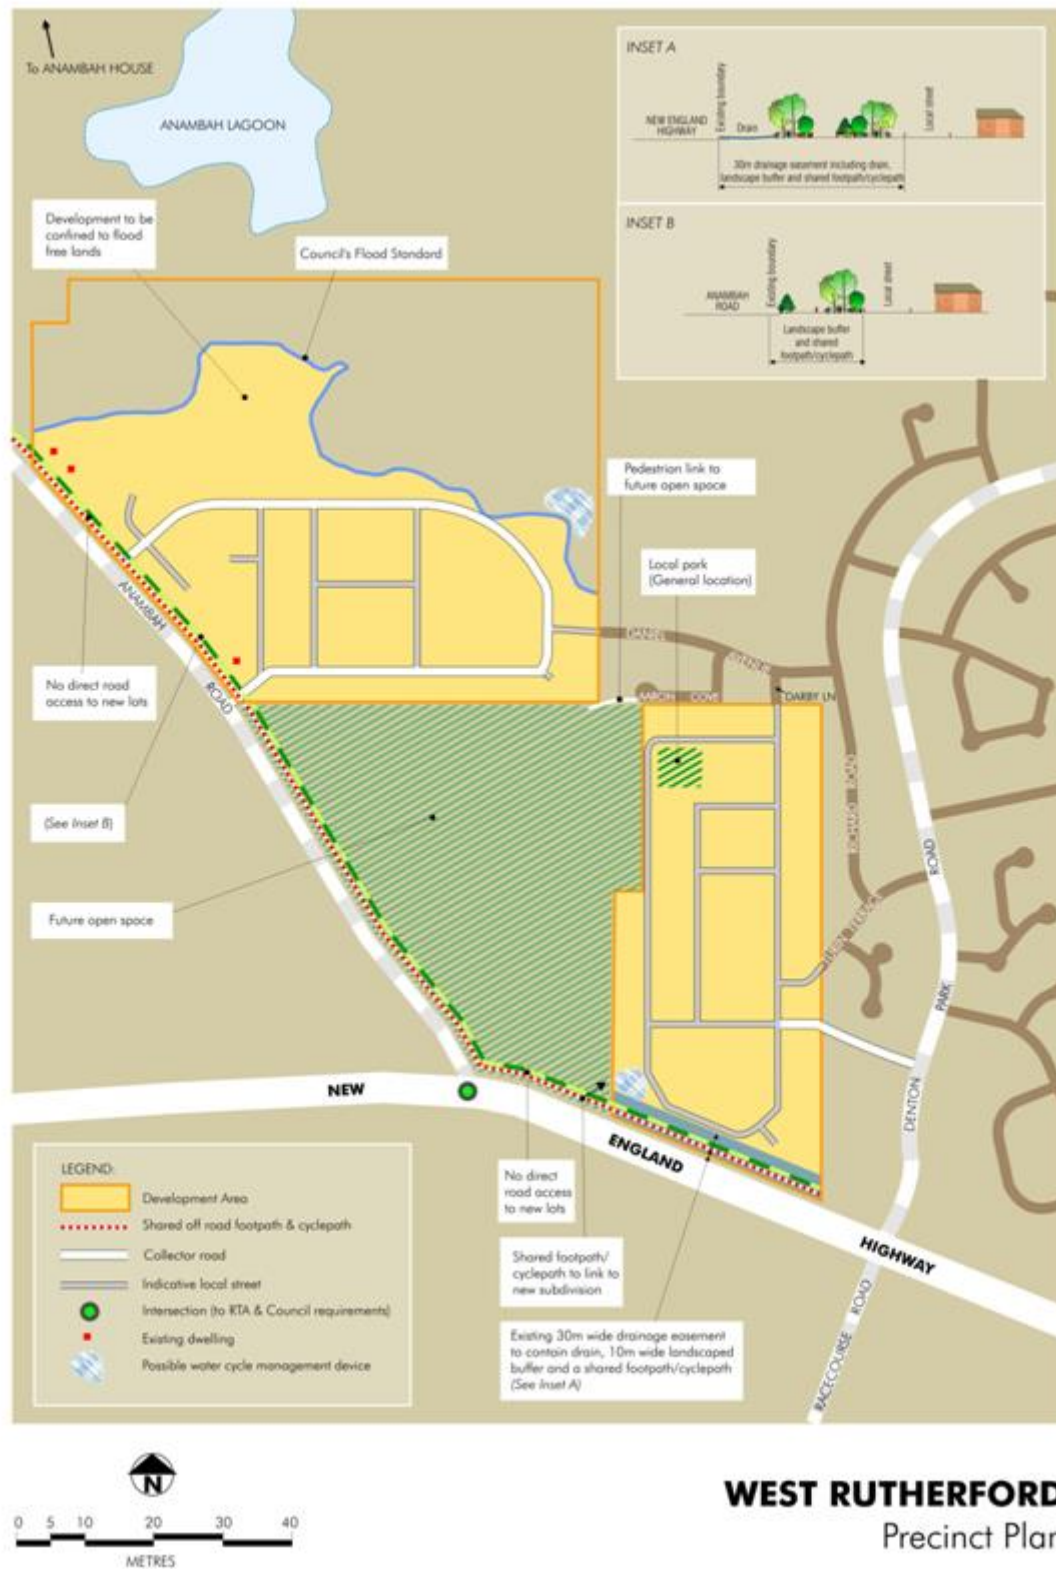 To ANAMBAH HOUSE
ANAMBAH LAGOON
INSET A
NEW ENGLAND
HIGHWAY
Existing boundary
Drain
Local street
30m drainage easement including drain,
landscape buffer and shared footpath/cyclepath
INSET B
ANAMBAH
ROAD
Existing boundary
Local street
Landscape buffer
and shared
footpath/cyclepath
Development to be
confined to flood
free lands
Council's Flood Standard
Pedestrian link to
future open space
Local park
(General location)
ANAMBAH
ROAD
DANIEL
AVENUE
AARON COVE
DARBY LN
No direct road
access to new lots
(See Inset B)
Future open space
RICHARD ROAD
DENTON
PARK
ROAD
NEW
ENGLAND
HIGHWAY
RACECOURSE ROAD
No direct
road access
to new lots
Shared footpath/
cyclepath to link to
new subdivision
Existing 30m wide drainage easement
to contain drain, 10m wide landscaped
buffer and a shared footpath/cyclepath
(See Inset A)
LEGEND:
Development Area
Shared off road footpath & cyclepath
Collector road
Indicative local street
Intersection (to RTA & Council requirements)
Existing dwelling
Possible water cycle management device
N
0 5 10 20 30 40
METRES
WEST RUTHERFORD
Precinct Plan